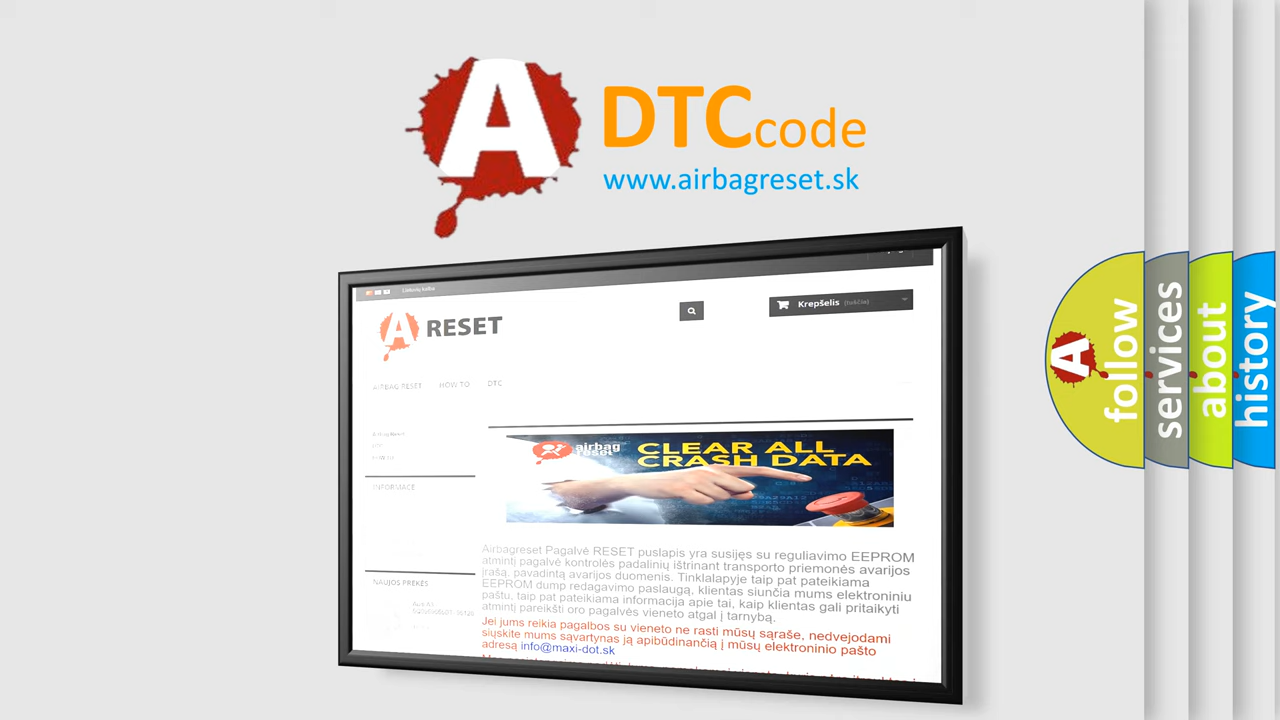 A
DTCcode
www.airbagreset.sk
Lietuvių kalba
A RESET
Krepšelis (tuščia)
AIRBAG RESET HOW TO DTC
INFORMACE
NAUJOS PREKĖS
airbag
reset
CLEAR ALL
CRASH DATA
Airbagreset Pagalvė RESET puslapis yra susijęs su reguliavimo EEPROM
atmintį pagalvė kontrolės padalinių ištrinant transporto priemonės avarijos
įrašą, pavadintą avarijos duomenis. Tinklalapyje taip pat pateikiama
EEPROM dump redagavimo paslaugą, klientas siunčia mums elektroniniu
paštu, taip pat pateikiama informacija apie tai, kaip klientas gali pritaikyti
atmintį pareikšti oro pagalvės vieneto atgal į tarnybą.
Jei jums reikia pagalbos su vieneto ne rasti mūsų sąraše, nedvejodami
siųskite mums sąvartynas ją apibūdinančią į mūsų elektroninio pašto
adresą info@maxi-dot.sk
A
follow
services
about
history